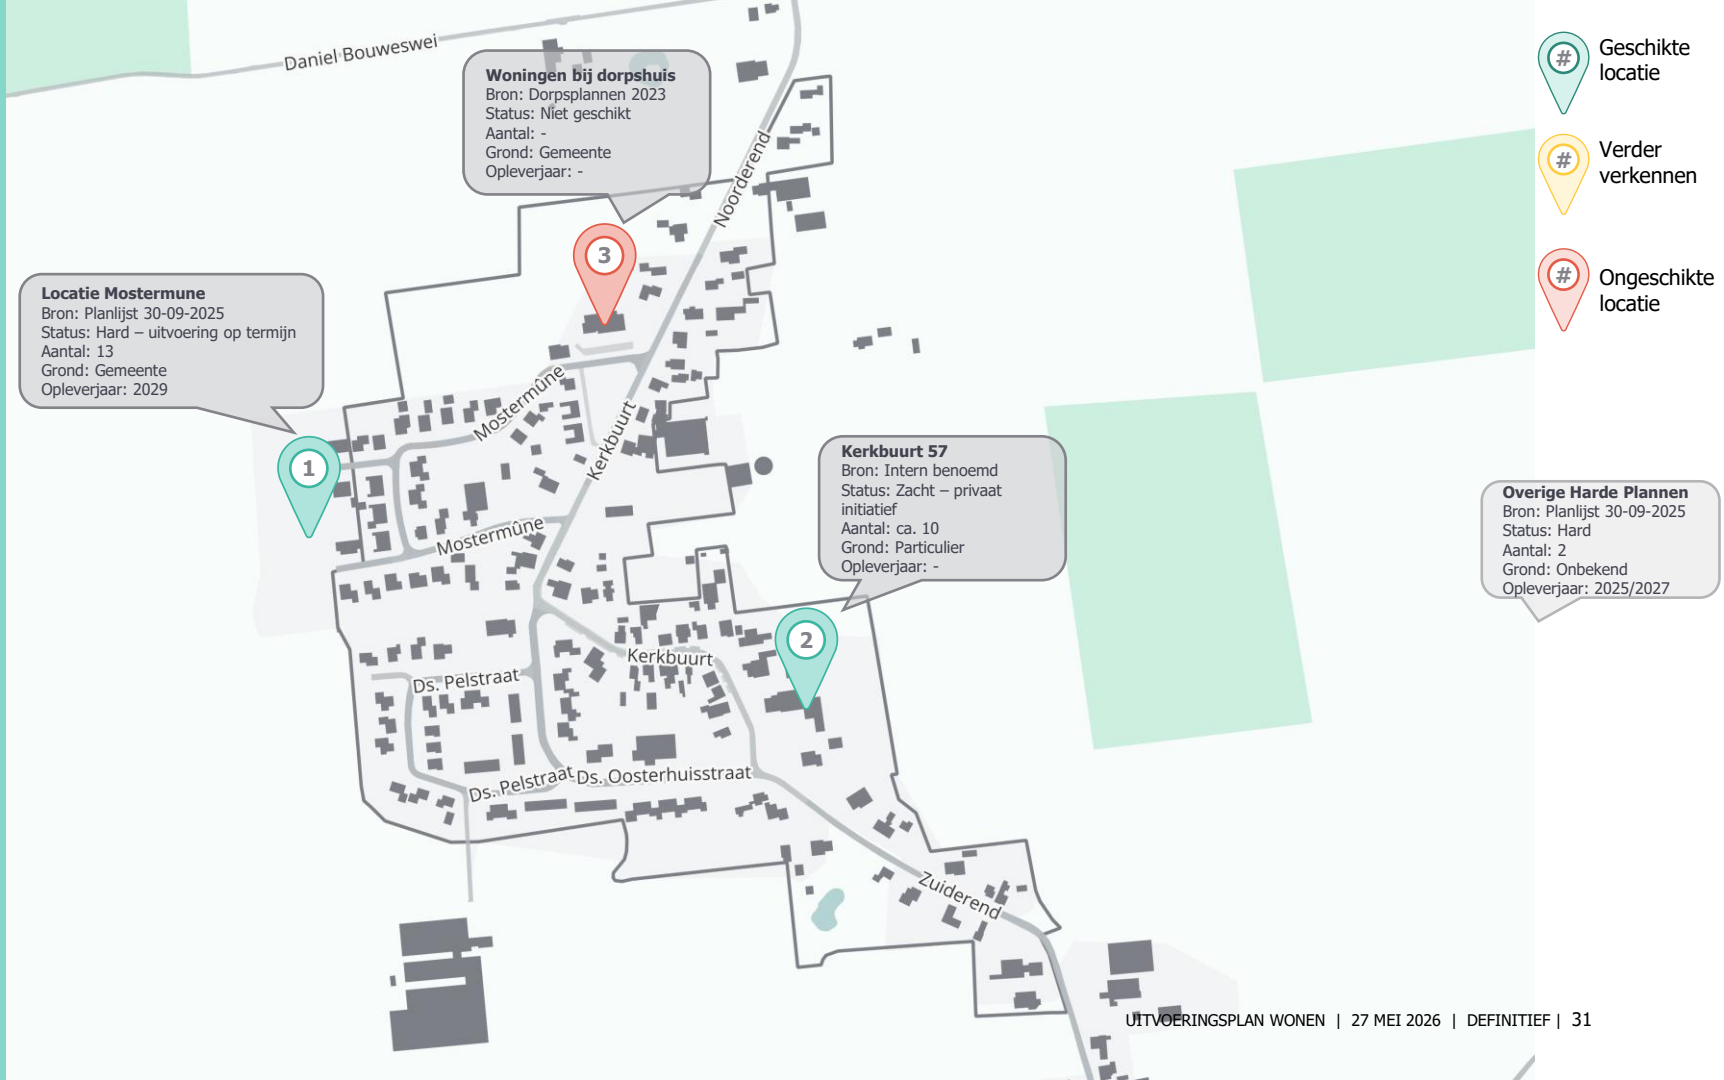 Daniel Bouweswei
Woningen bij dorpshuis
Bron: Dorpsplannen 2023
Status: Niet geschikt
Aantal: -
Grond: Gemeente
Opleverjaar: -
#
Geschikte
locatie
#
Verder
verkennen
#
Ongeschikte
locatie
Noorderend
3
Locatie Mostermune
Bron: Planlijst 30-09-2025
Status: Hard – uitvoering op termijn
Aantal: 13
Grond: Gemeente
Opleverjaar: 2029
1
Mostermûne
Kerkbuurt
Mostermûne
Kerkbuurt 57
Bron: Intern benoemd
Status: Zacht – privaat
initiatief
Aantal: ca. 10
Grond: Particulier
Opleverjaar: -
Overige Harde Plannen
Bron: Planlijst 30-09-2025
Status: Hard
Aantal: 2
Grond: Onbekend
Opleverjaar: 2025/2027
2
Kerkbuurt
Ds. Pelstraat
Ds. Pelstraat
Ds. Oosterhuisstraat
Zuiderend
UITVOERINGSPLAN WONEN | 27 MEI 2026 | DEFINITIEF | 31